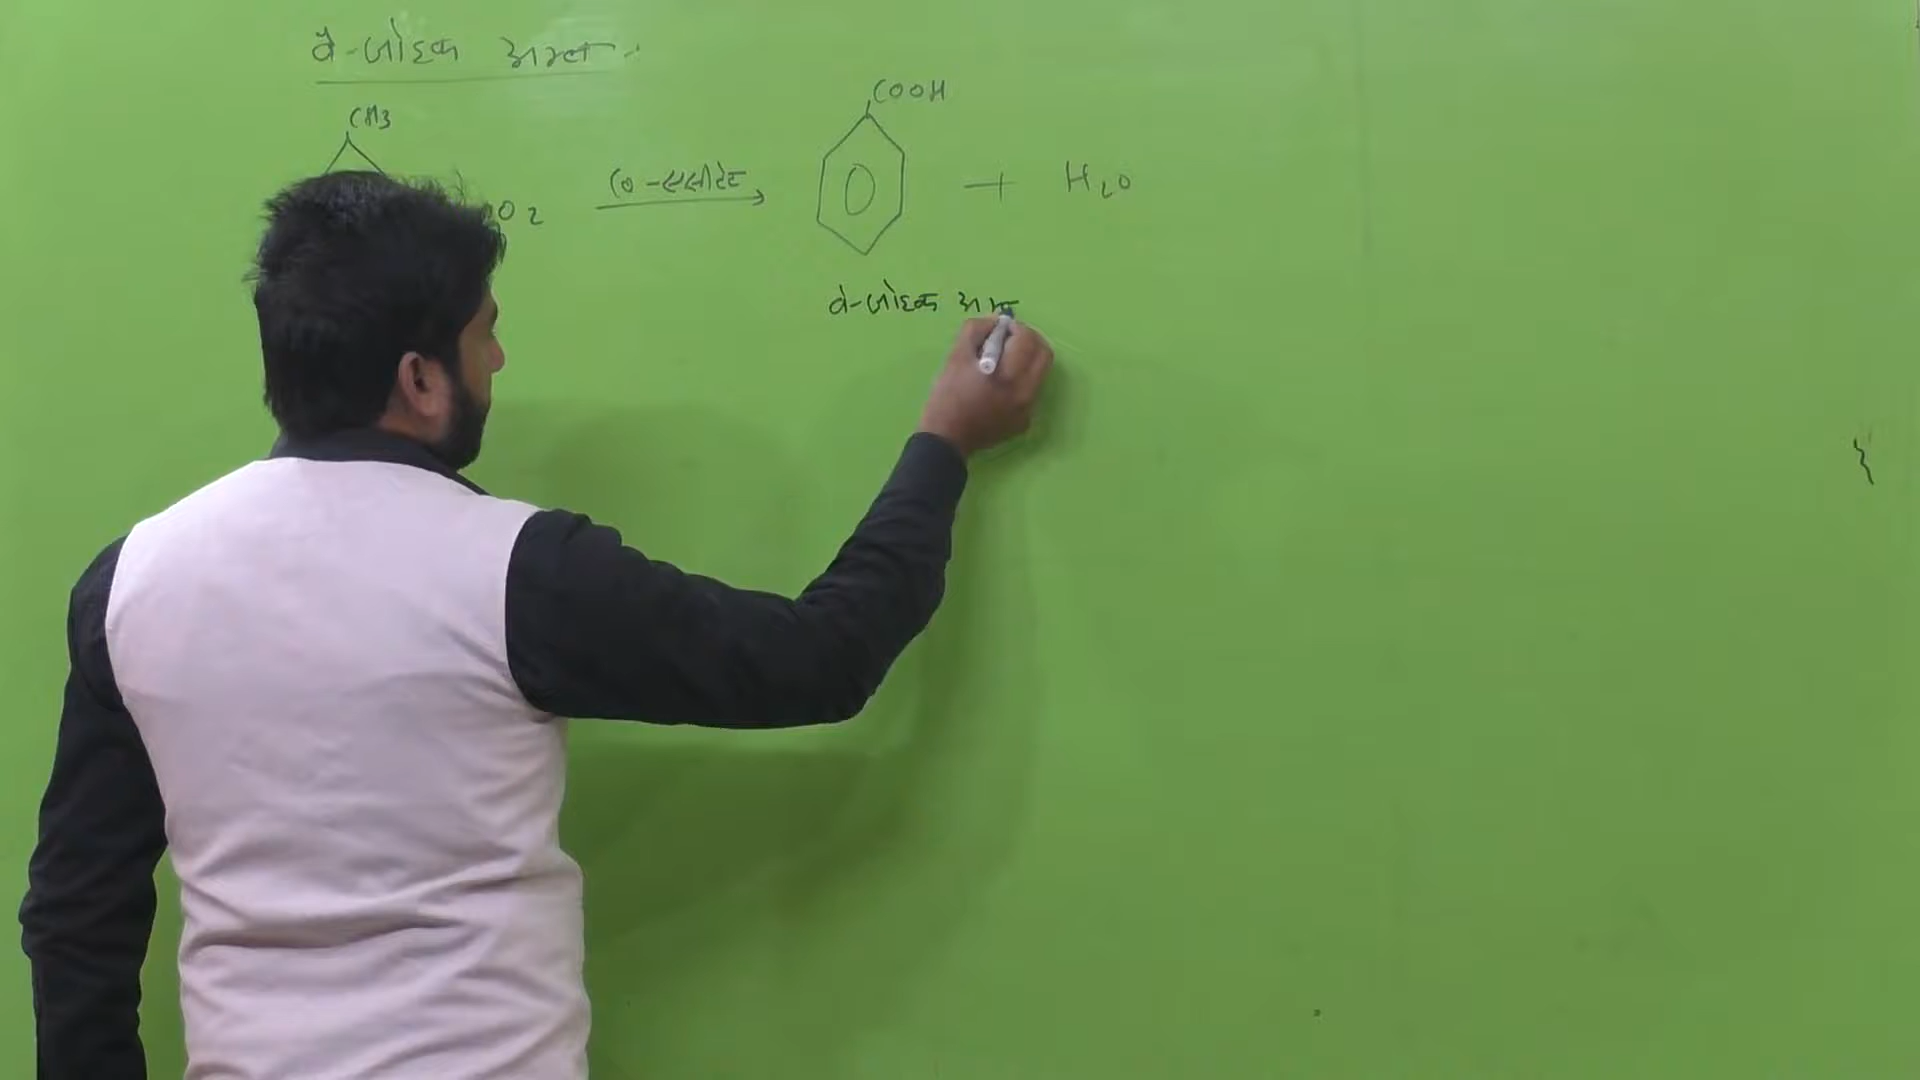 वे-जोइक अम्ल -
CH3
COOH
O2
CO-एसीटेट
+ H2O
वे-जोइक अम्ल